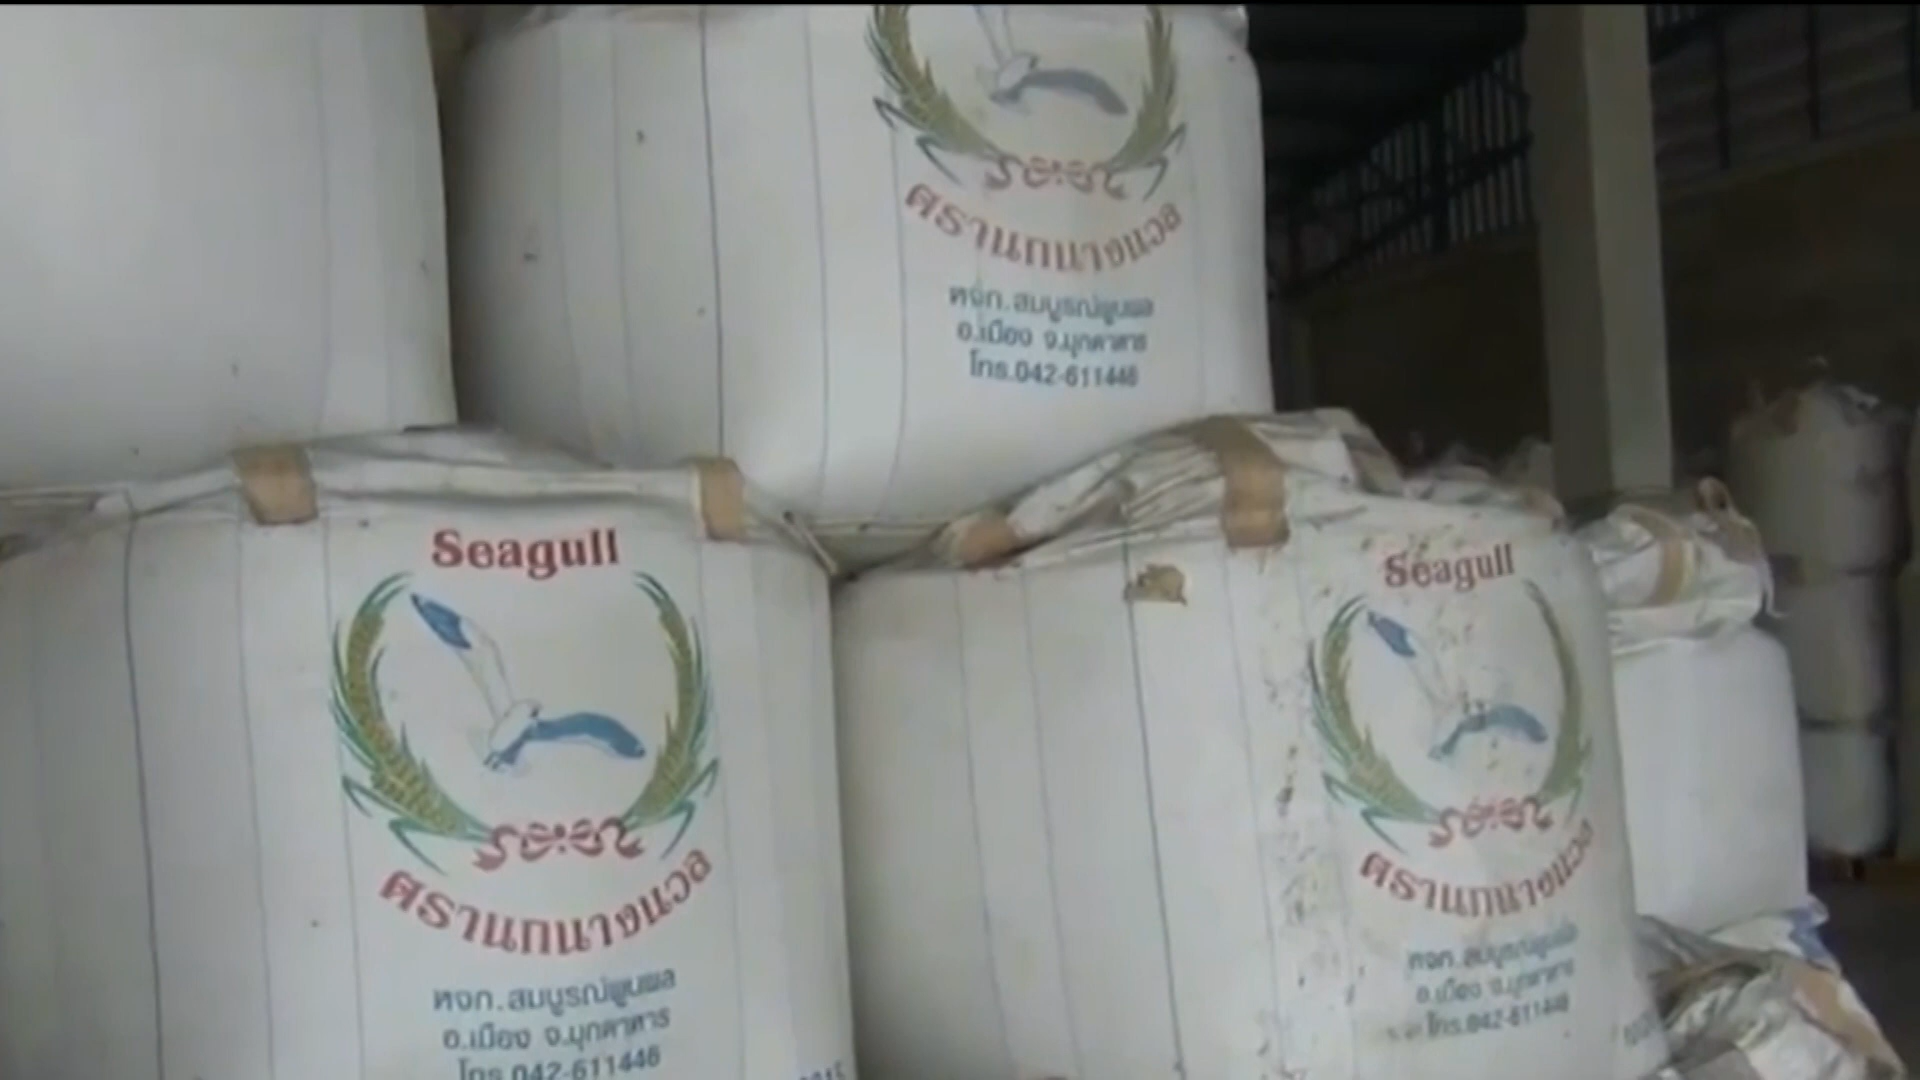 ตรานกนางนวล
หจก.สมบูรณ์พูนผล
อ.เมือง จ.มุกดาหาร
โทร.042-611446
Seagull
ตรานกนางนวล
หจก.สมบูรณ์พูนผล
อ.เมือง จ.มุกดาหาร
โทร.042-611446
Seagull
ตรานกนางนวล
หจก.สมบูรณ์พูนผล
อ.เมือง จ.มุกดาหาร
โทร.042-611446